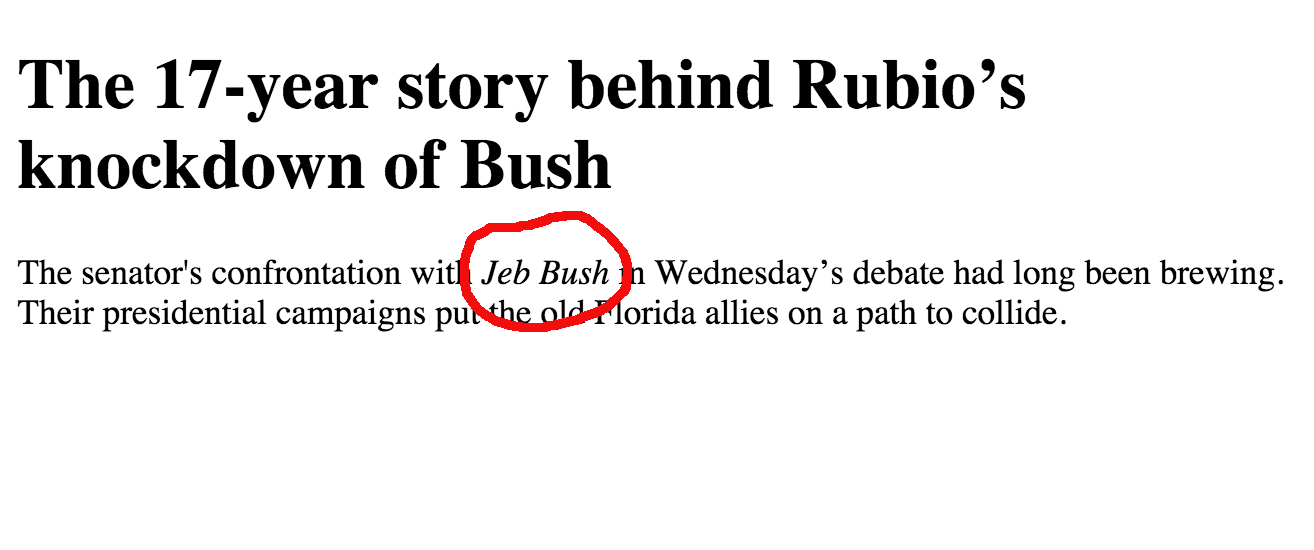 The 17-year story behind Rubio’s
knockdown of Bush
The senator's confrontation with Jeb Bush in Wednesday’s debate had long been brewing.
Their presidential campaigns put the old Florida allies on a path to collide.